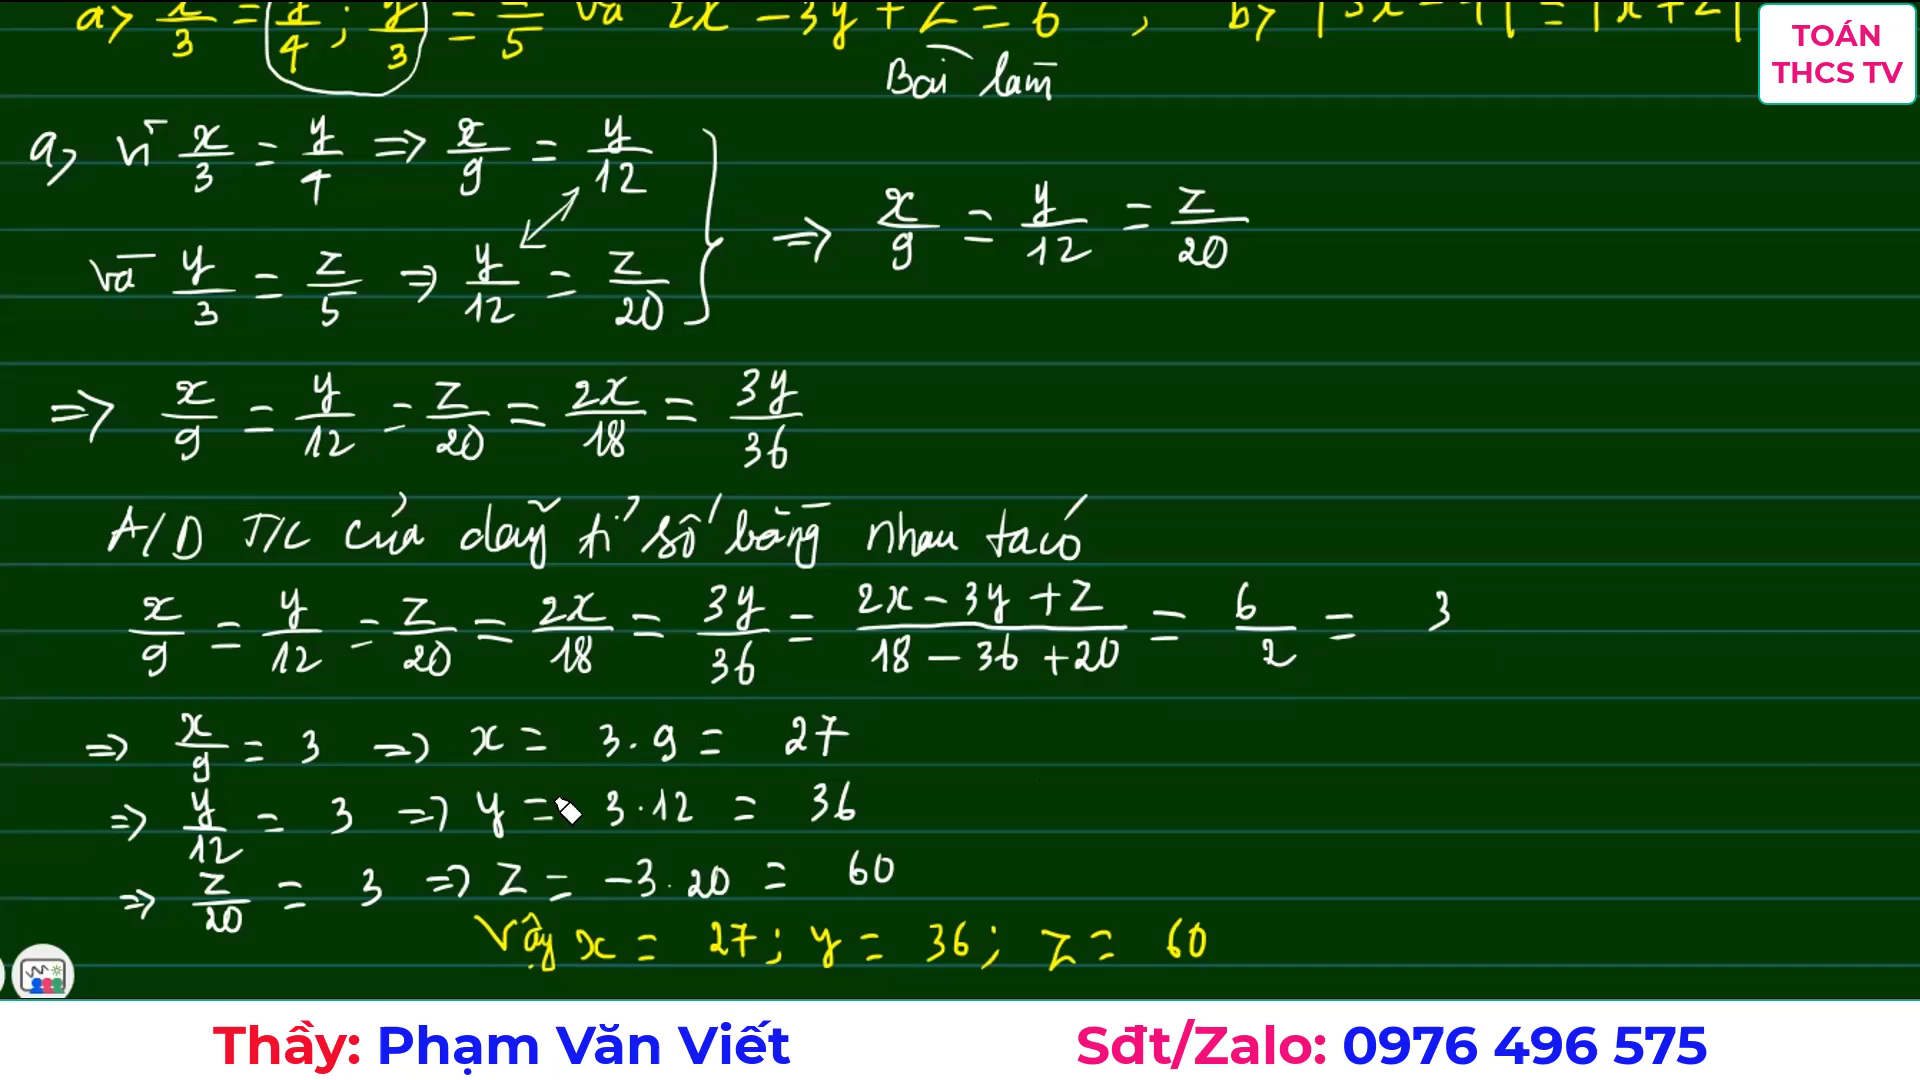 a> x/3 = y/4 ; y/3 = z/5 và 2x - 3y + z = 6 , b> |3x - 4| = |x + 2|
TOÁN
THCS TV
Bài làm
a, vì x/3 = y/4 => x/9 = y/12
=> x/9 = y/12 = z/20
và y/3 = z/5 => y/12 = z/20
=> x/9 = y/12 = z/20 = 2x/18 = 3y/36
A/D T/C của dãy tỉ số bằng nhau ta có
x/9 = y/12 = z/20 = 2x/18 = 3y/36 = (2x - 3y + z)/(18 - 36 + 20) = 6/2 = 3
=> x/9 = 3 => x = 3.9 = 27
=> y/12 = 3 => y = 3.12 = 36
=> z/20 = 3 => z = -3.20 = 60
Vậy x = 27; y = 36; z = 60
Thầy: Phạm Văn Viết
Sđt/Zalo: 0976 496 575